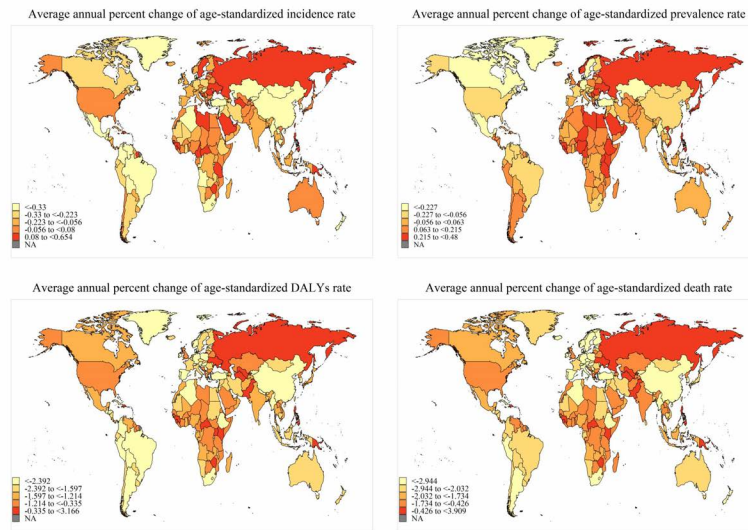 Average annual percent change of age-standardized incidence rate
<-0.33
-0.33 to <-0.223
-0.223 to <-0.056
-0.056 to <0.08
0.08 to <0.654
NA
Average annual percent change of age-standardized prevalence rate
<-0.227
-0.227 to <-0.056
-0.056 to <0.063
0.063 to <0.215
0.215 to <0.48
NA
Average annual percent change of age-standardized DALYs rate
<-2.392
-2.392 to <-1.597
-1.597 to <-1.214
-1.214 to <-0.335
-0.335 to <3.166
NA
Average annual percent change of age-standardized death rate
<-2.944
-2.944 to <-2.032
-2.032 to <-1.734
-1.734 to <-0.426
-0.426 to <3.909
NA